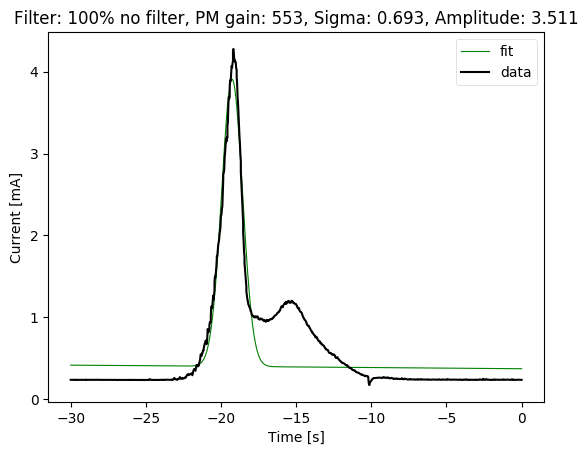 Filter: 100% no filter, PM gain: 553, Sigma: 0.693, Amplitude: 3.511
fit
data
Current [mA]
4
3
2
1
0
−30 −25 −20 −15 −10 −5 0
Time [s]